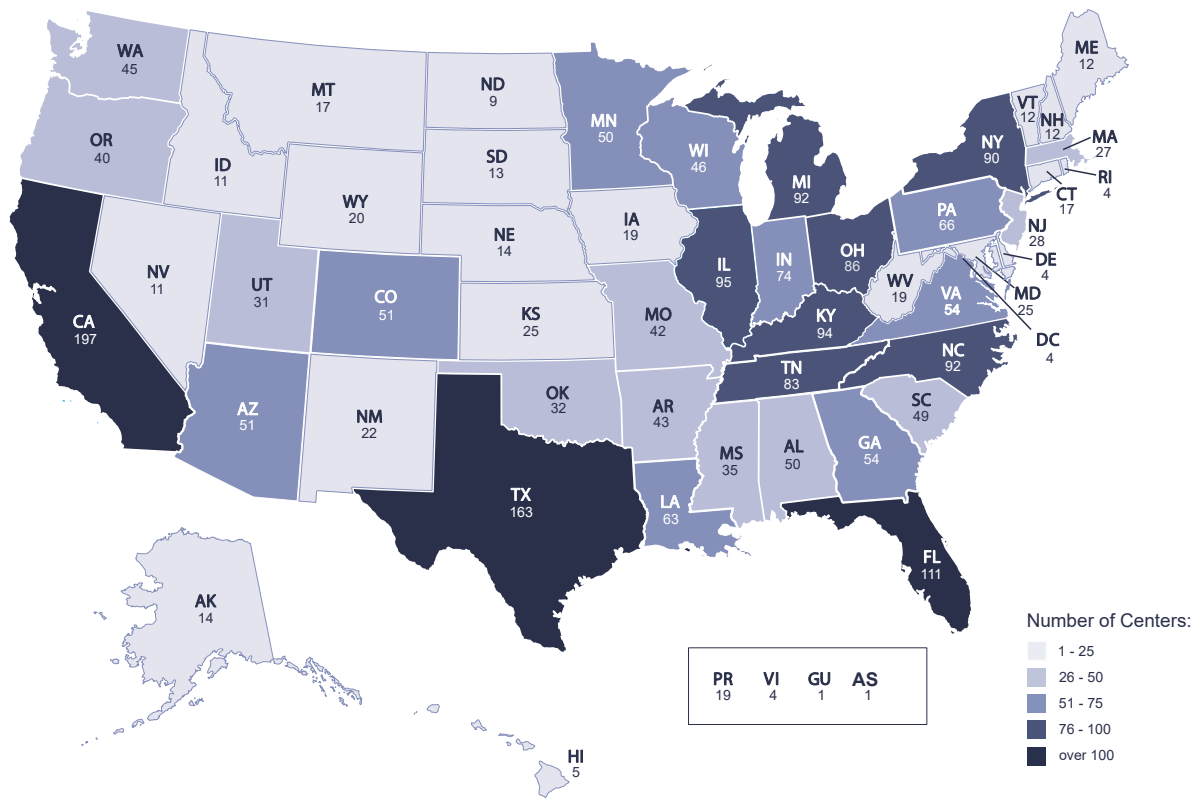 WA
45
OR
40
CA
197
ID
11
NV
11
MT
17
WY
20
UT
31
AZ
51
CO
51
NM
22
ND
9
SD
13
NE
14
KS
25
OK
32
TX
163
MN
50
IA
19
MO
42
AR
43
LA
63
WI
46
IL
95
MI
92
IN
74
OH
86
KY
94
TN
83
MS
35
AL
50
GA
54
FL
111
SC
49
NC
92
VA
54
WV
19
PA
66
NY
90
VT
12
NH
12
ME
12
MA
27
RI
4
CT
17
NJ
28
DE
4
MD
25
DC
4
AK
14
HI
5
PR VI GU AS
19 4 1 1
Number of Centers:
1 - 25
26 - 50
51 - 75
76 - 100
over 100